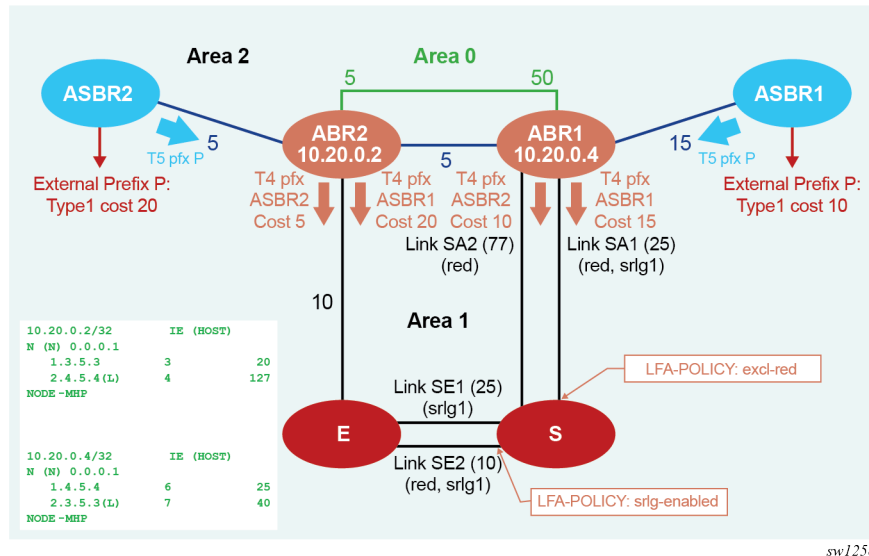 Area 2
Area 0
5
50
ASBR2
ASBR1
ABR2
10.20.0.2
ABR1
10.20.0.4
5
T5 pfx P
5
15
T5 pfx P
External Prefix P:
Type1 cost 20
External Prefix P:
Type1 cost 10
T4 pfx
ASBR2
Cost 5
T4 pfx
ASBR1
Cost 20
T4 pfx
ASBR2
Cost 10
T4 pfx
ASBR1
Cost 15
Link SA2 (77)
(red)
Link SA1 (25)
(red, srlg1)
10
Area 1
10.20.0.2/32 IE (HOST)
N (N) 0.0.0.1
1.3.5.3 3 20
2.4.5.4(L) 4 127
NODE-MHP
10.20.0.4/32 IE (HOST)
N (N) 0.0.0.1
1.4.5.4 6 25
2.3.5.3(L) 7 40
NODE-MHP
LFA-POLICY: excl-red
Link SE1 (25)
(srlg1)
E
S
Link SE2 (10)
(red, srlg1)
LFA-POLICY: srlg-enabled